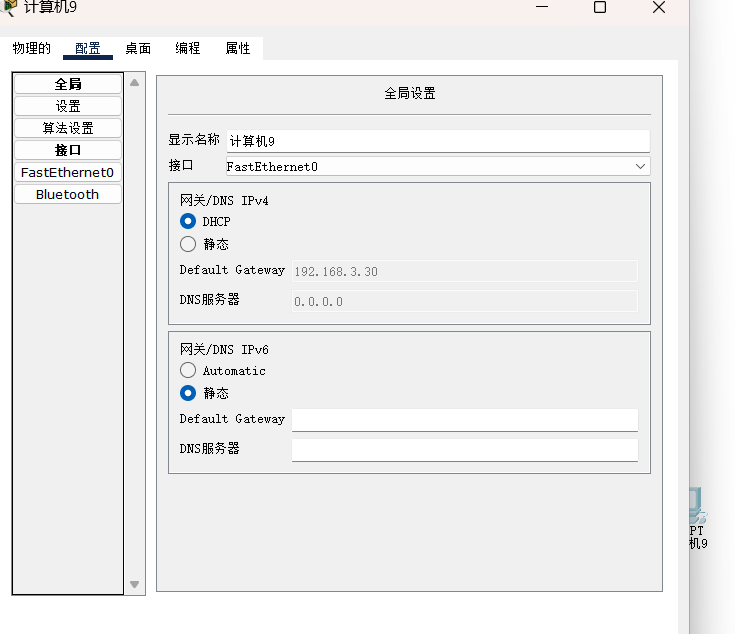 计算机9
物理的 配置 桌面 编程 属性
全局
设置
算法设置
接口
FastEthernet0
Bluetooth
全局设置
显示名称 计算机9
接口 FastEthernet0
网关/DNS IPv4
DHCP
静态
Default Gateway 192.168.3.30
DNS服务器 0.0.0.0
网关/DNS IPv6
Automatic
静态
Default Gateway
DNS服务器
PT
机9